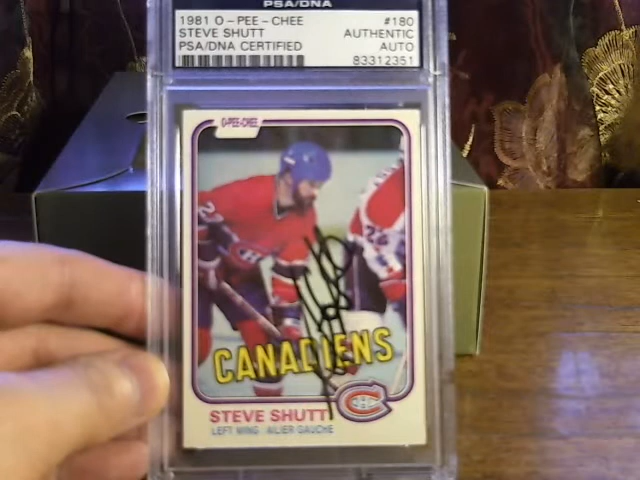 PSA/DNA
1981 O-PEE-CHEE #180
STEVE SHUTT AUTHENTIC
PSA/DNA CERTIFIED AUTO
83312351
O-PEE-CHEE
CANADIENS
STEVE SHUTT
LEFT WING AILIER GAUCHE